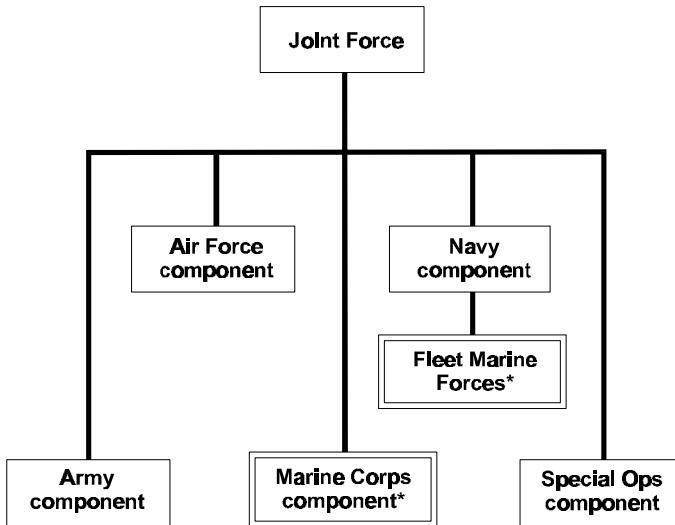 Joint Force
Air Force
component
Navy
component
Fleet Marine
Forces*
Army
component
Marine Corps
component*
Special Ops
component